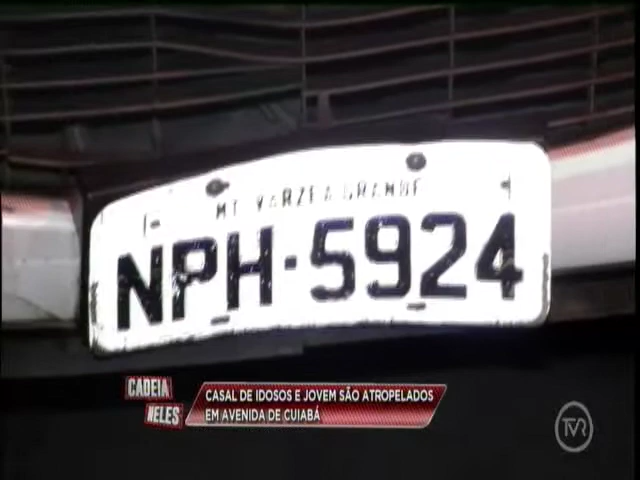 MT VARZEA GRANDE
NPH·5924
CADEIA
NELES
CASAL DE IDOSOS E JOVEM SÃO ATROPELADOS
EM AVENIDA DE CUIABÁ
TVR